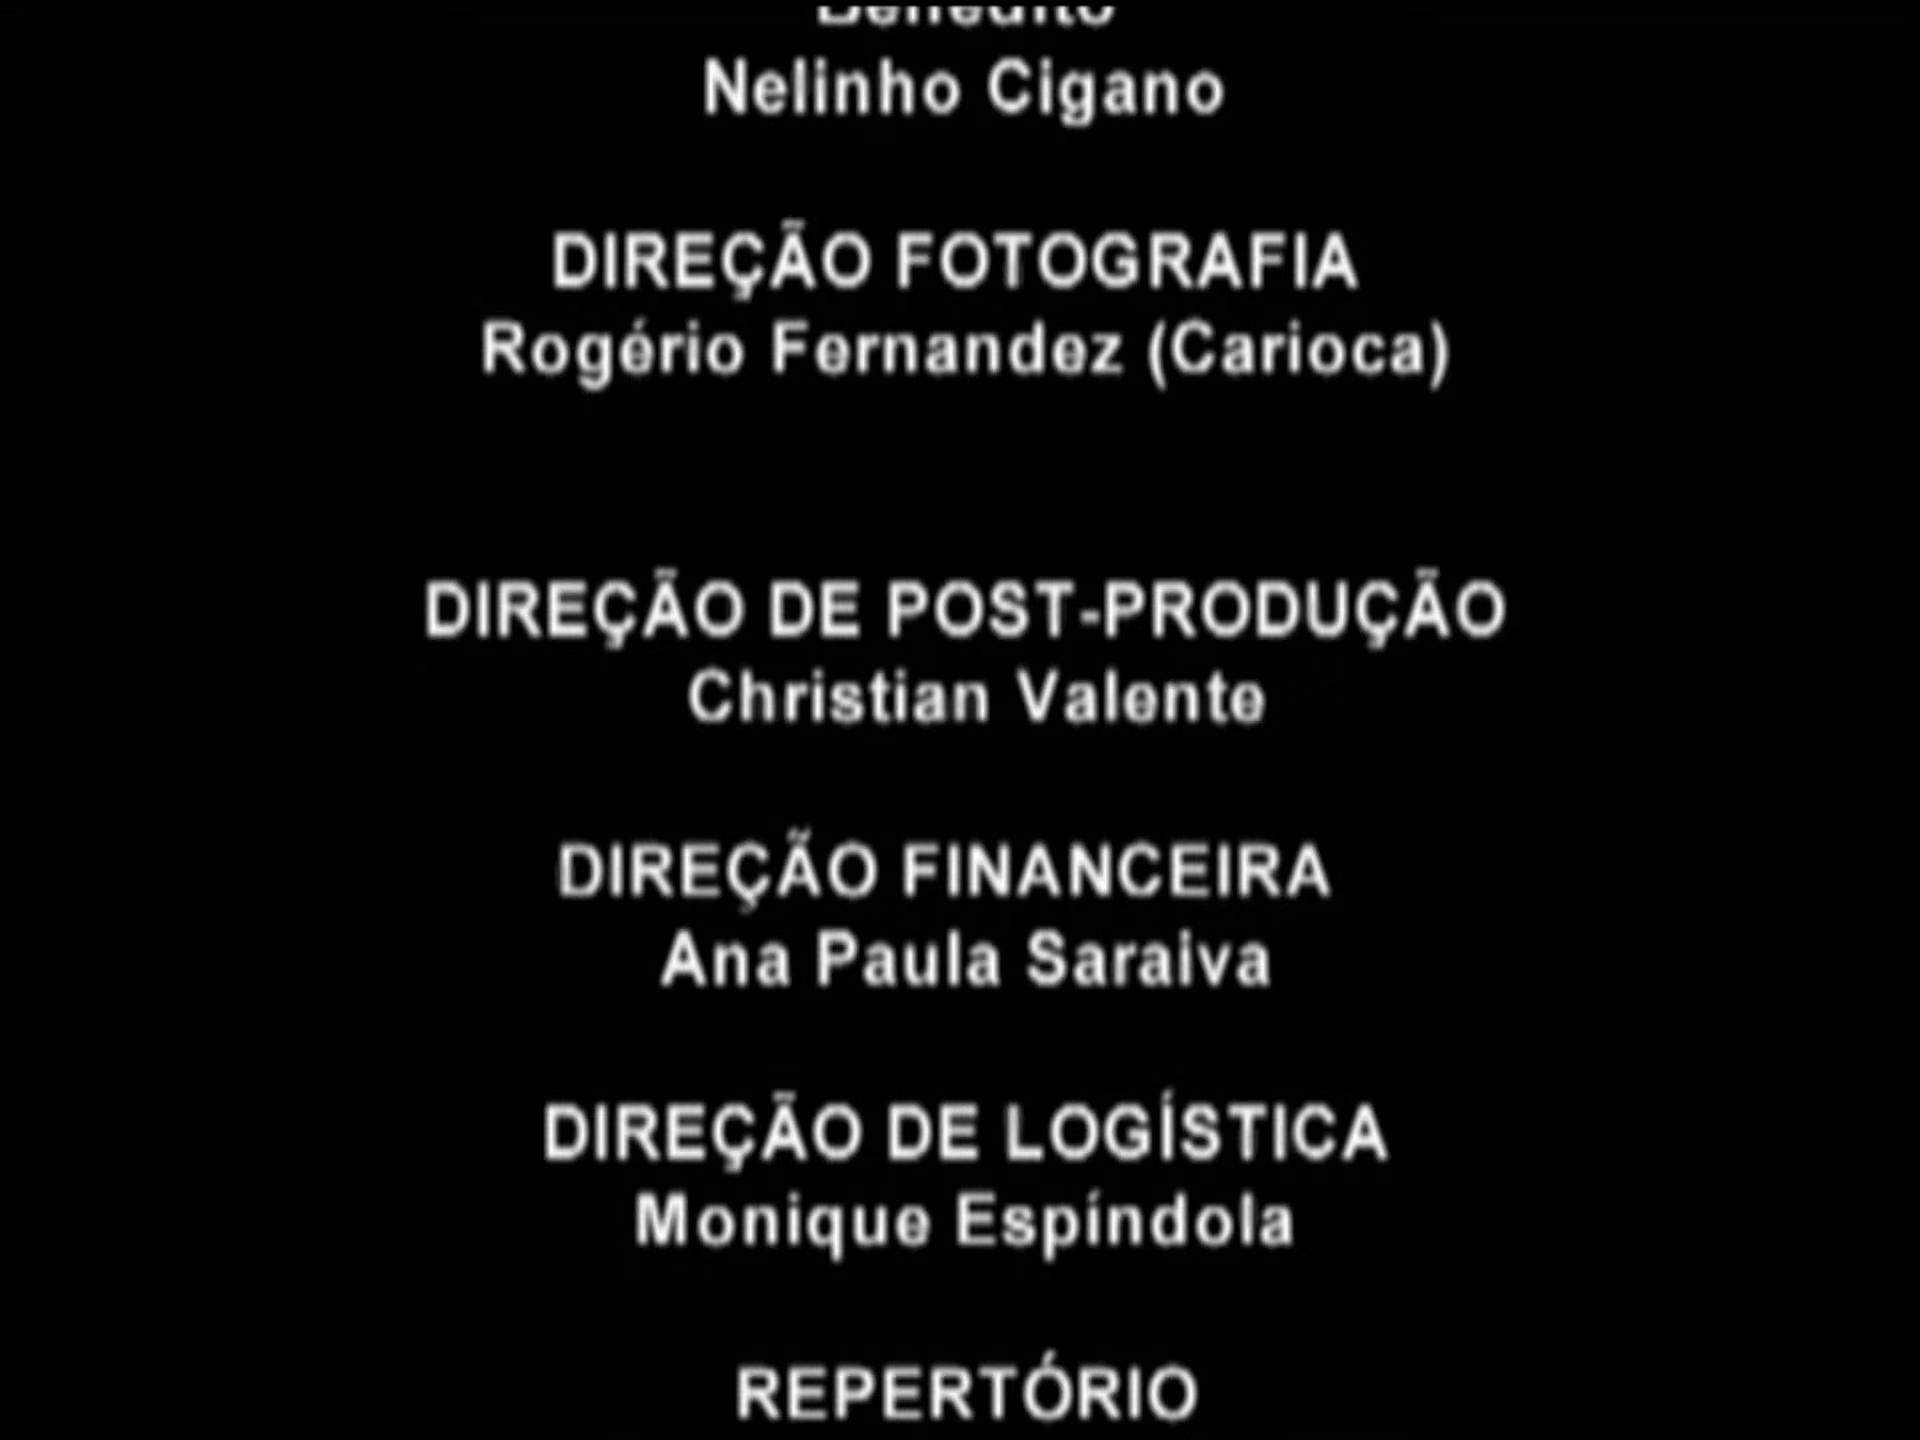 Benedito
Nelinho Cigano
DIREÇÃO FOTOGRAFIA
Rogério Fernandez (Carioca)
DIREÇÃO DE POST-PRODUÇÃO
Christian Valente
DIREÇÃO FINANCEIRA
Ana Paula Saraiva
DIREÇÃO DE LOGÍSTICA
Monique Espíndola
REPERTÓRIO